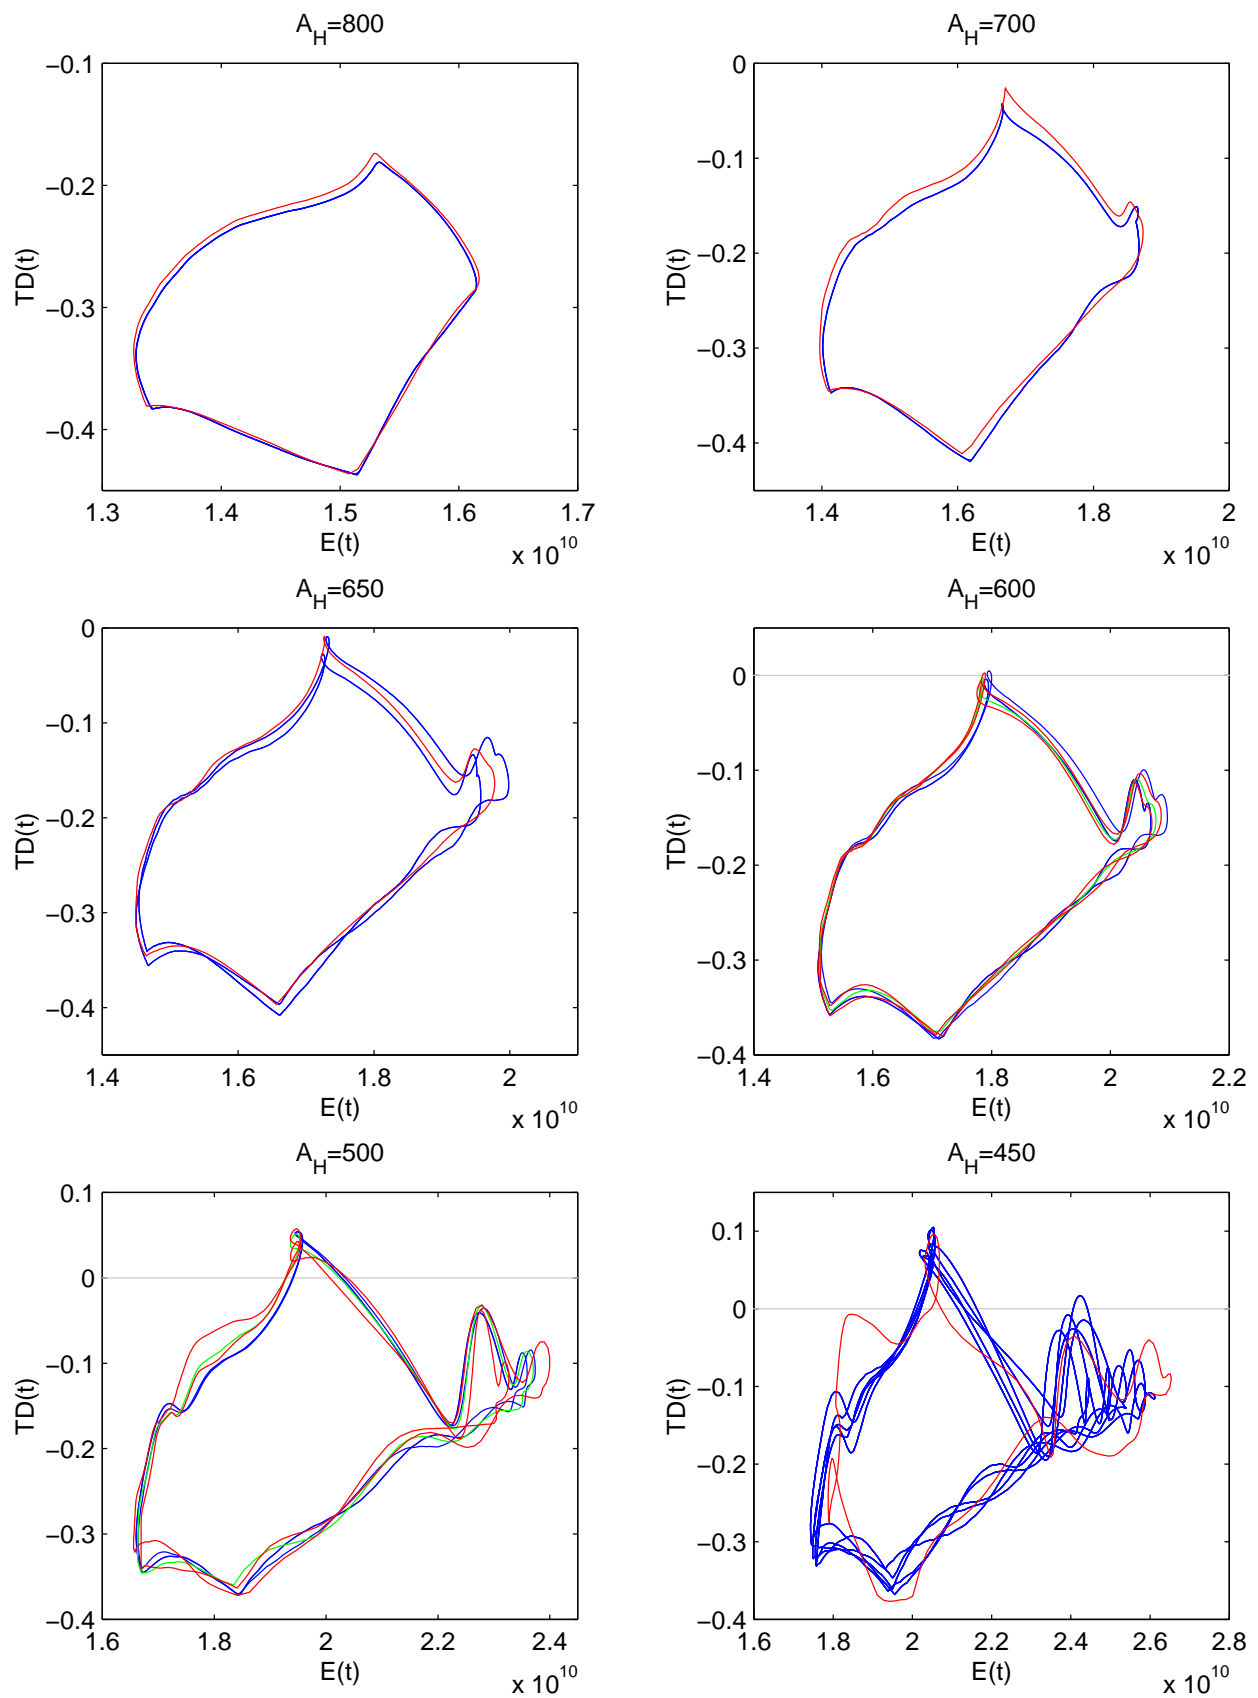 A_H=800
−0.1
−0.2
−0.3
−0.4
TD(t)
1.3 1.4 1.5 1.6 1.7
E(t)
x 10^10
A_H=700
0
−0.1
−0.2
−0.3
−0.4
TD(t)
1.4 1.6 1.8 2
E(t)
x 10^10
A_H=650
0
−0.1
−0.2
−0.3
−0.4
TD(t)
1.4 1.6 1.8 2
E(t)
x 10^10
A_H=600
0
−0.1
−0.2
−0.3
−0.4
TD(t)
1.4 1.6 1.8 2 2.2
E(t)
x 10^10
A_H=500
0.1
0
−0.1
−0.2
−0.3
−0.4
TD(t)
1.6 1.8 2 2.2 2.4
E(t)
x 10^10
A_H=450
0.1
0
−0.1
−0.2
−0.3
−0.4
TD(t)
1.6 1.8 2 2.2 2.4 2.6 2.8
E(t)
x 10^10